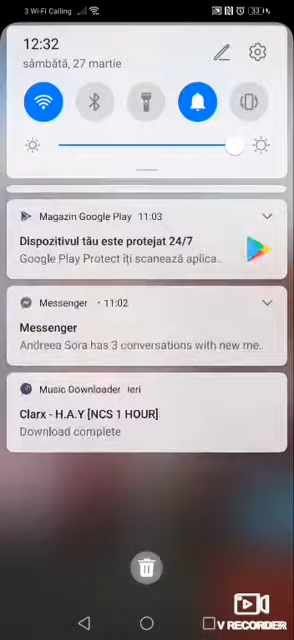 3 Wi-Fi Calling
33
12:32
sâmbătă, 27 martie
Magazin Google Play 11:03
Dispozitivul tău este protejat 24/7
Google Play Protect îți scanează aplica..
Messenger • 11:02
Messenger
Andreea Sora has 3 conversations with new me..
Music Downloader Ieri
Clarx - H.A.Y [NCS 1 HOUR]
Download complete
V RECORDER